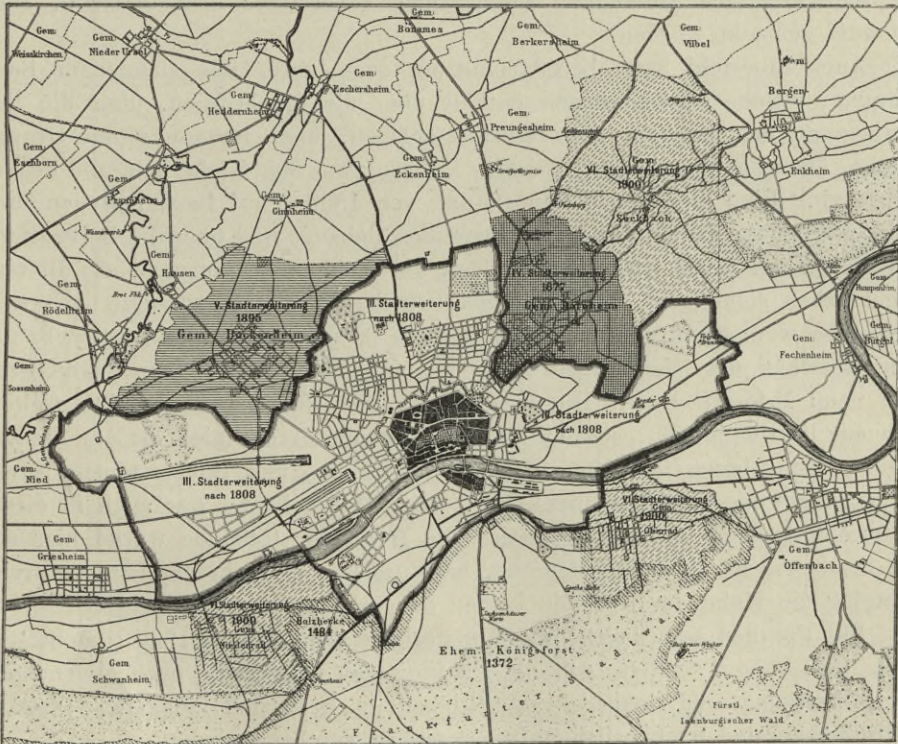 Gem:
Weisskirchen
Gem:
Nieder Ursel
Gem:
Bonames
Gem:
Berkersheim
Gem:
Vilbel
Gem:
Heddernheim
Gem:
Eschersheim
Gem:
Preungesheim
Bergen
Enkheim
Gem:
Eschborn
Gem:
Praunheim
Gem:
Ginnheim
Gem:
Eckenheim
Gem:
VI. Stadterweiterung
1900
Seckbach
Gem:
Hausen
Gem:
Rödelheim
V. Stadterweiterung
1895
Gem: Bockenheim
III. Stadterweiterung
nach 1808
IV. Stadterweiterung
1877
Gem: Bornheim
Gem:
Rumpenheim
Gem:
Bürgel
Gem:
Fechenheim
Gem:
Sossenheim
Gem:
Nied
III. Stadterweiterung
nach 1808
III. Stadterweiterung
nach 1808
Gem:
Griesheim
VI. Stadterweiterung
1900
Gem:
Oberrad
Gem:
Offenbach
VI. Stadterweiterung
1900
Gem:
Niederrad
Holzhecke
1484
Gem:
Schwanheim
Ehem. Königsforst
1372
Frankfurter Stadtwald
Fürstl.
Isenburgischer Wald